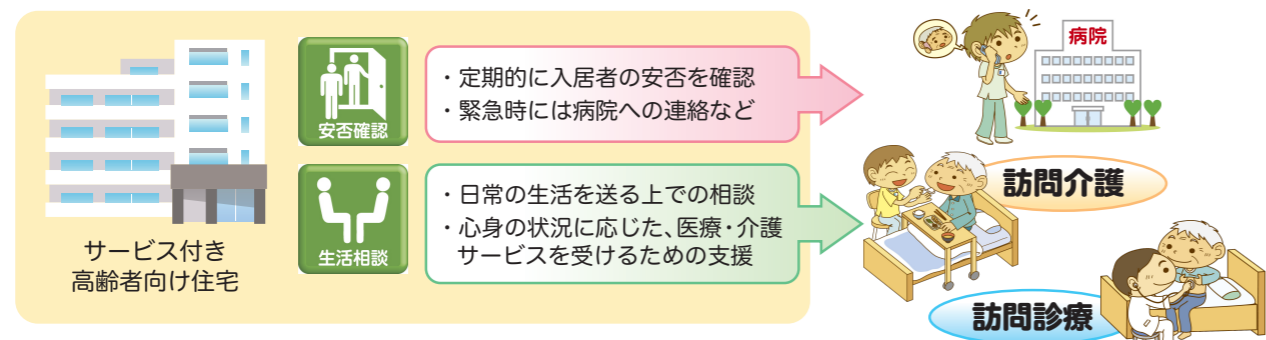 サービス付き
高齢者向け住宅
安否確認
・定期的に入居者の安否を確認
・緊急時には病院への連絡など
生活相談
・日常の生活を送る上での相談
・心身の状況に応じた、医療・介護
サービスを受けるための支援
病院
訪問介護
訪問診療